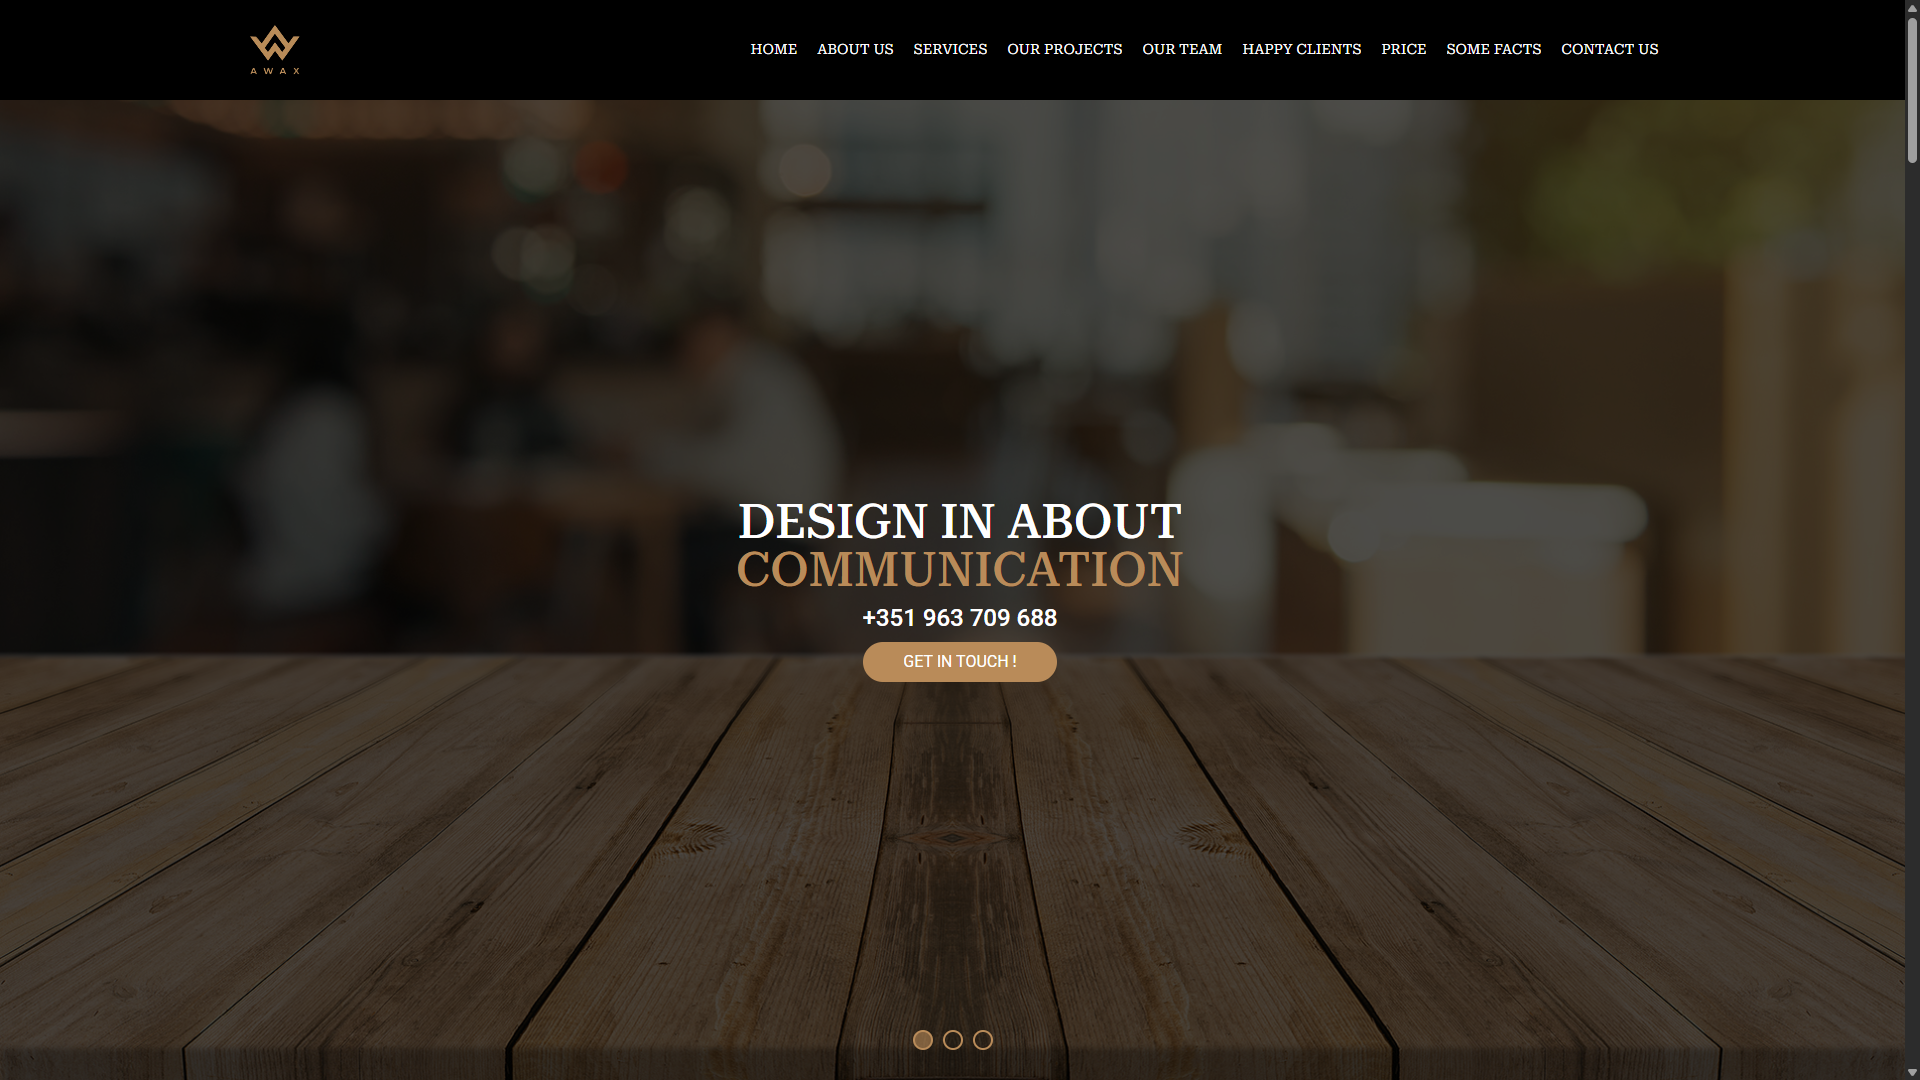 AWAX
HOME ABOUT US SERVICES OUR PROJECTS OUR TEAM HAPPY CLIENTS PRICE SOME FACTS CONTACT US
DESIGN IN ABOUT
COMMUNICATION
+351 963 709 688
GET IN TOUCH !